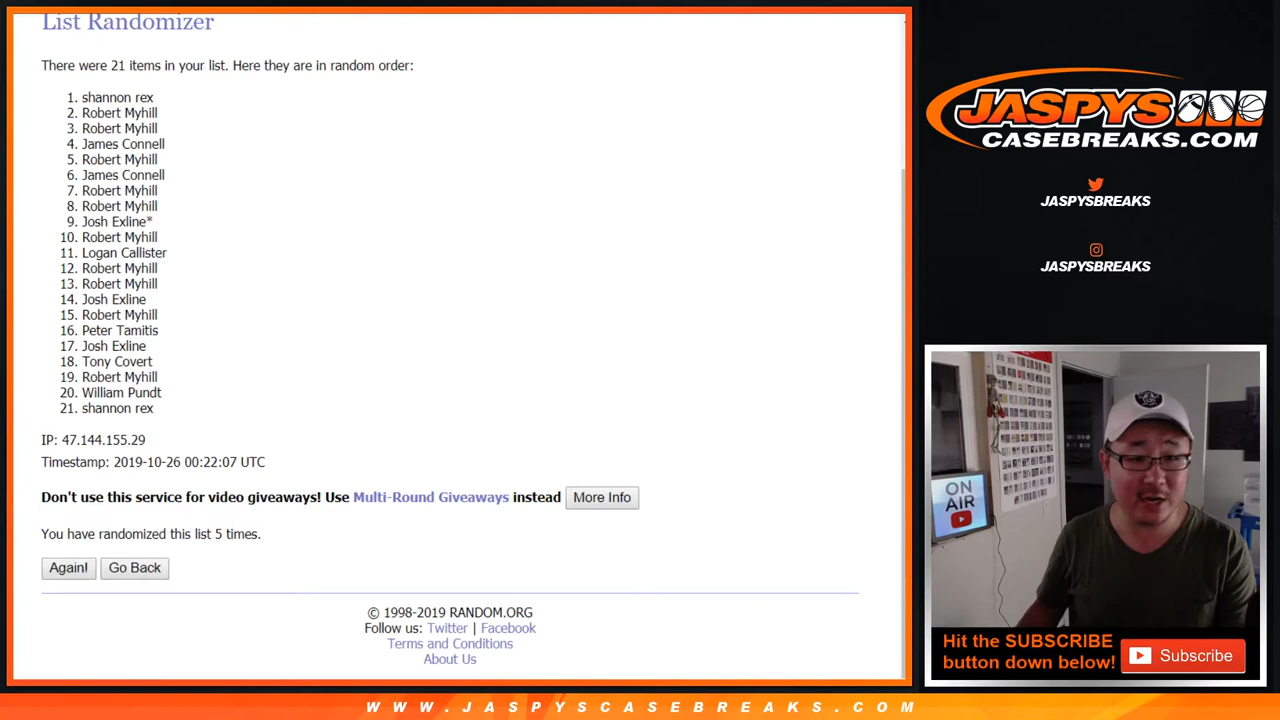 List Randomizer
There were 21 items in your list. Here they are in random order:
1. shannon rex
2. Robert Myhill
3. Robert Myhill
4. James Connell
5. Robert Myhill
6. James Connell
7. Robert Myhill
8. Robert Myhill
9. Josh Exline*
10. Robert Myhill
11. Logan Callister
12. Robert Myhill
13. Robert Myhill
14. Josh Exline
15. Robert Myhill
16. Peter Tamitis
17. Josh Exline
18. Tony Covert
19. Robert Myhill
20. William Pundt
21. shannon rex
IP: 47.144.155.29
Timestamp: 2019-10-26 00:22:07 UTC
Don't use this service for video giveaways! Use Multi-Round Giveaways instead More Info
You have randomized this list 5 times.
Again! Go Back
© 1998-2019 RANDOM.ORG
Follow us: Twitter | Facebook
Terms and Conditions
About Us
JASPYS
CASEBREAKS.COM
JASPYSBREAKS
JASPYSBREAKS
ON
AIR
Hit the SUBSCRIBE
button down below!
Subscribe
WWW.JASPYSCASEBREAKS.COM